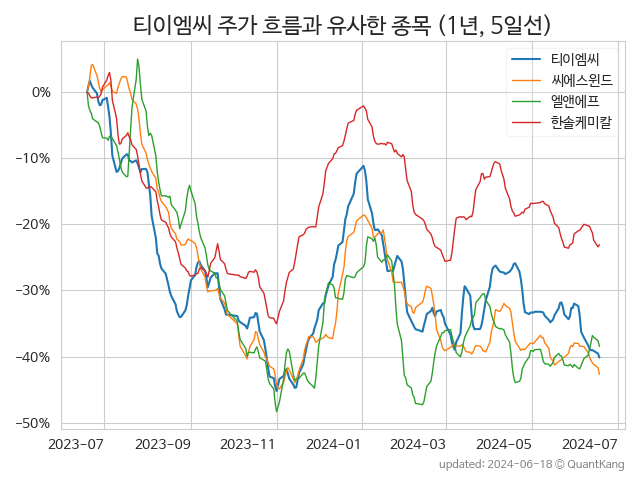 티이엠씨 주가 흐름과 유사한 종목 (1년, 5일선)
티이엠씨
씨에스윈드
엘앤에프
한솔케미칼
0%
−10%
−20%
−30%
−40%
−50%
2023-07 2023-09 2023-11 2024-01 2024-03 2024-05 2024-07
updated: 2024-06-18 © QuantKang